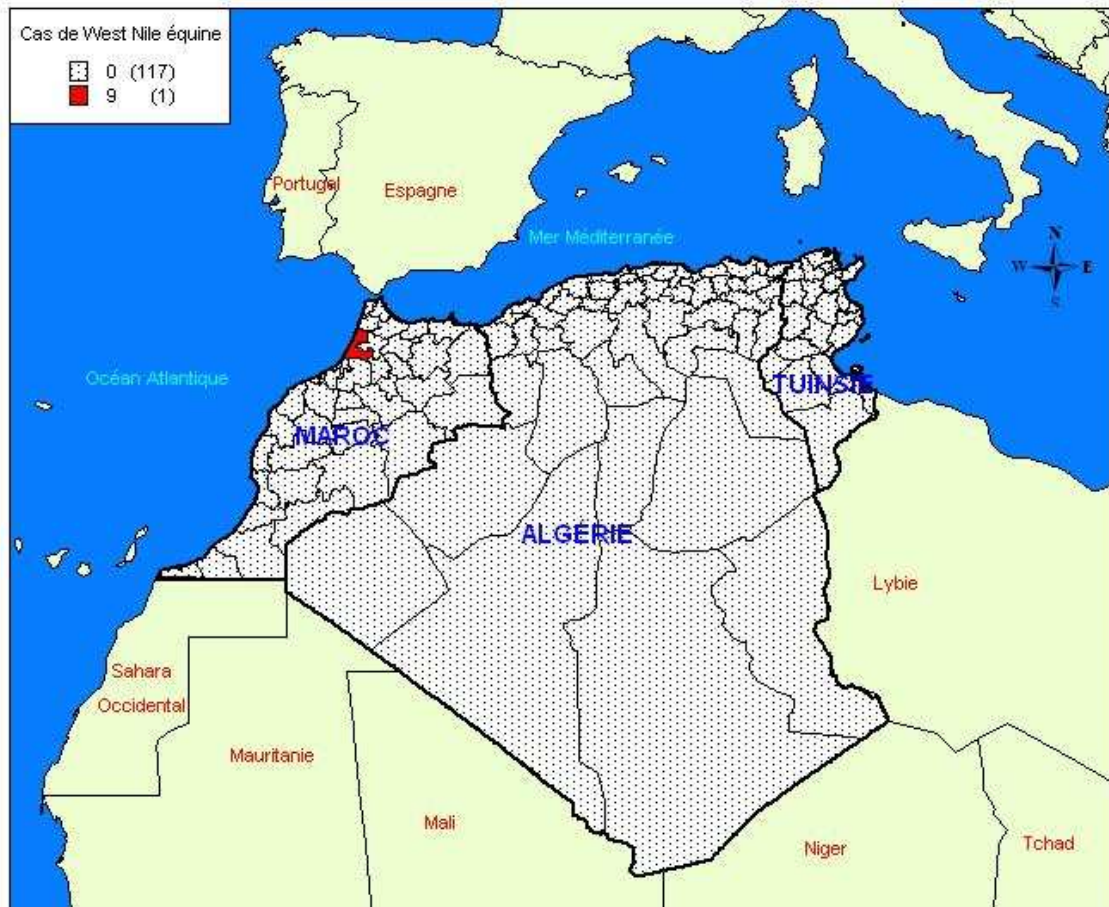 Cas de West Nile équine
0 (117)
9 (1)
Portugal
Espagne
Mer Méditerranée
N
W E
S
Océan Atlantique
TUINSIE
MAROC
ALGÉRIE
Lybie
Sahara
Occidental
Mauritanie
Mali
Niger
Tchad